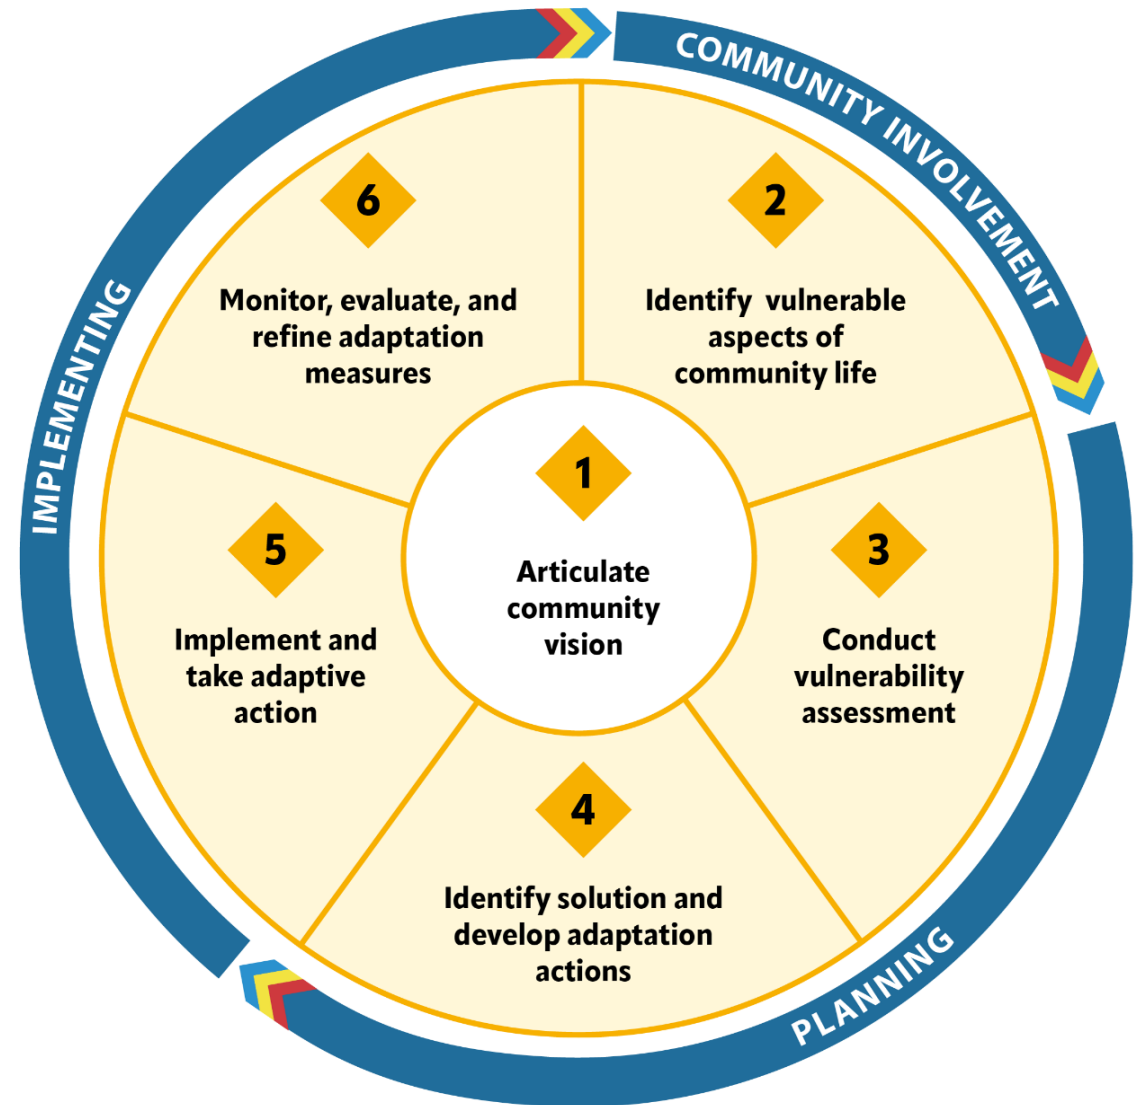 COMMUNITY INVOLVEMENT
PLANNING
IMPLEMENTING
1
Articulate
community
vision
2
Identify vulnerable
aspects of
community life
3
Conduct
vulnerability
assessment
4
Identify solution and
develop adaptation
actions
5
Implement and
take adaptive
action
6
Monitor, evaluate, and
refine adaptation
measures